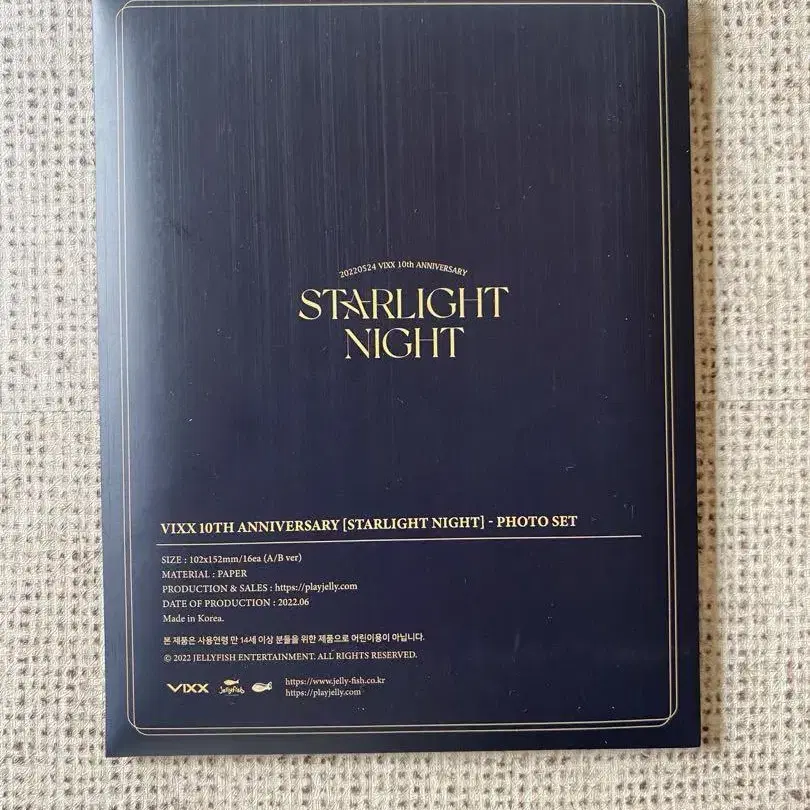 20220524 VIXX 10th ANNIVERSARY
STARLIGHT
NIGHT
VIXX 10TH ANNIVERSARY [STARLIGHT NIGHT] - PHOTO SET
SIZE : 102x152mm/16ea (A/B ver)
MATERIAL : PAPER
PRODUCTION & SALES : https://playjelly.com
DATE OF PRODUCTION : 2022.06
Made in Korea.
본 제품은 사용연령 만 14세 이상 분들을 위한 제품으로 어린이용이 아닙니다.
© 2022 JELLYFISH ENTERTAINMENT. ALL RIGHTS RESERVED.
VIXX Jellyfish https://www.jelly-fish.co.kr
https://playjelly.com